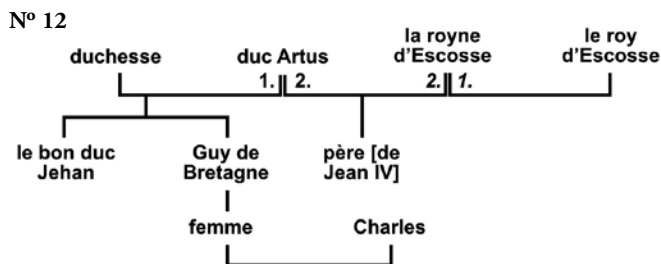 Nº 12
duchesse
duc Artus
la royne
d’Escosse
le roy
d’Escosse
1. 2.
2. 1.
le bon duc
Jehan
Guy de
Bretagne
père [de
Jean IV]
femme
Charles